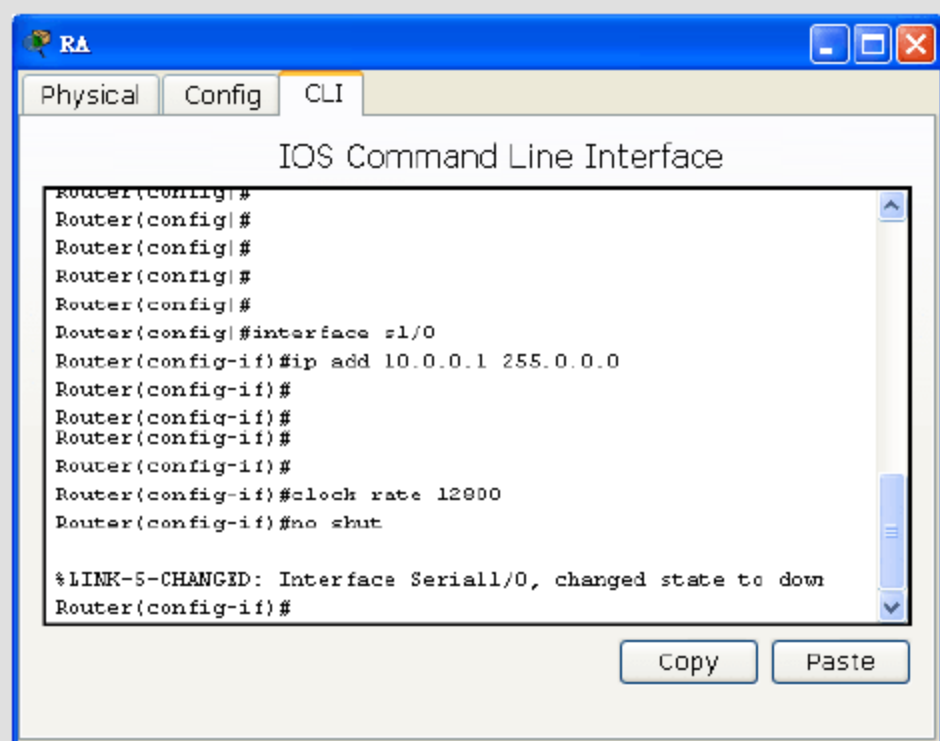 RA
Physical Config CLI
IOS Command Line Interface
Router(config)#
Router(config)#
Router(config)#
Router(config)#
Router(config)#
Router(config)#interface s1/0
Router(config-if)#ip add 10.0.0.1 255.0.0.0
Router(config-if)#
Router(config-if)#
Router(config-if)#
Router(config-if)#
Router(config-if)#clock rate 12800
Router(config-if)#no shut
%LINK-5-CHANGED: Interface Serial1/0, changed state to down
Router(config-if)#
Copy Paste